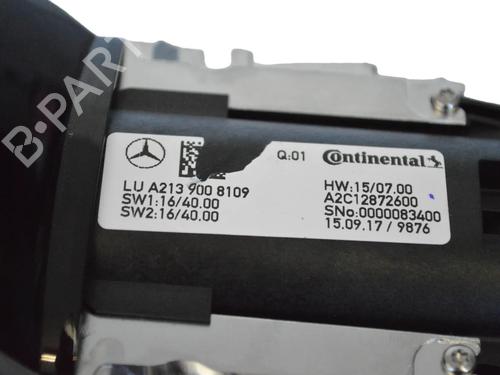 B-PARTS
Q:01 Continental
LU A213 900 8109
SW1:16/40.00
SW2:16/40.00
HW:15/07.00
A2C12872600
SNo:0000083400
15.09.17 / 9876